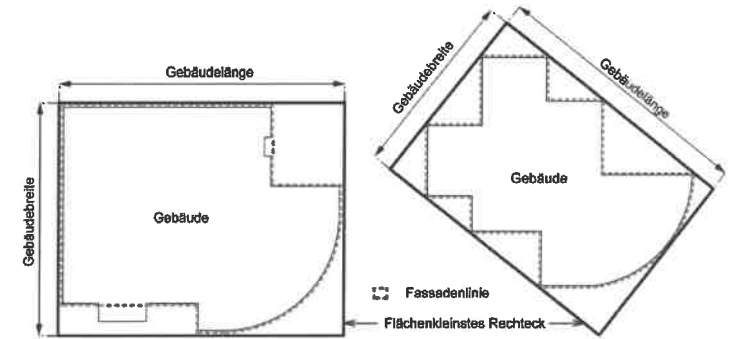 Gebäudelänge
Gebäudebreite
Gebäude
Gebäudebreite
Gebäudelänge
Gebäude
Fassadenlinie
Flächenkleinstes Rechteck